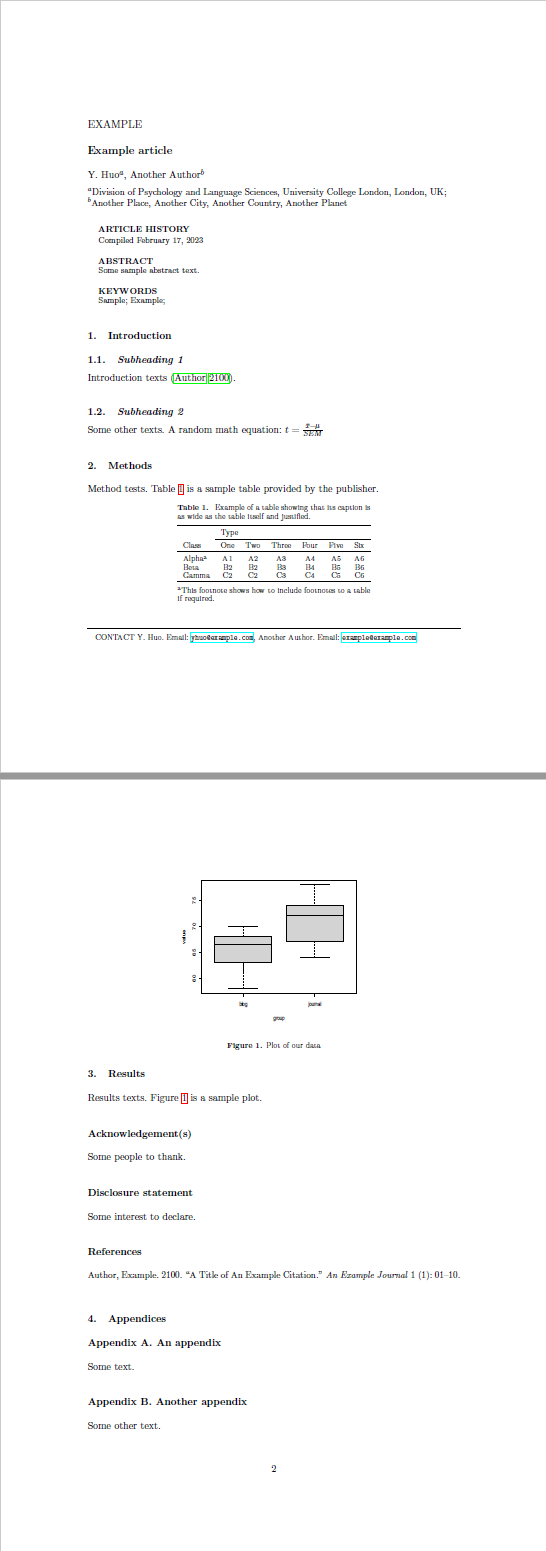 EXAMPLE
Example article
Y. Huoᵃ, Another Authorᵇ
ᵃDivision of Psychology and Language Sciences, University College London, London, UK;
ᵇAnother Place, Another City, Another Country, Another Planet
ARTICLE HISTORY
Compiled February 17, 2023
ABSTRACT
Some sample abstract text.
KEYWORDS
Sample; Example;
1. Introduction
1.1. Subheading 1
Introduction texts (Author 2100).
1.2. Subheading 2
Some other texts. A random math equation: t = x̄−μ / SEM
2. Methods
Method tests. Table 1 is a sample table provided by the publisher.
Table 1. Example of a table showing that its caption is
as wide as the table itself and justified.
Type
Class One Two Three Four Five Six
Alphaᵃ A1 A2 A3 A4 A5 A6
Beta B2 B2 B3 B4 B5 B6
Gamma C2 C2 C3 C4 C5 C6
ᵃThis footnote shows how to include footnotes to a table
if required.
CONTACT Y. Huo. Email: yhuo@example.com, Another Author. Email: example@example.com
75
70
65
60
value
blog journal
group
Figure 1. Plot of our data
3. Results
Results texts. Figure 1 is a sample plot.
Acknowledgement(s)
Some people to thank.
Disclosure statement
Some interest to declare.
References
Author, Example. 2100. “A Title of An Example Citation.” An Example Journal 1 (1): 01–10.
4. Appendices
Appendix A. An appendix
Some text.
Appendix B. Another appendix
Some other text.
2